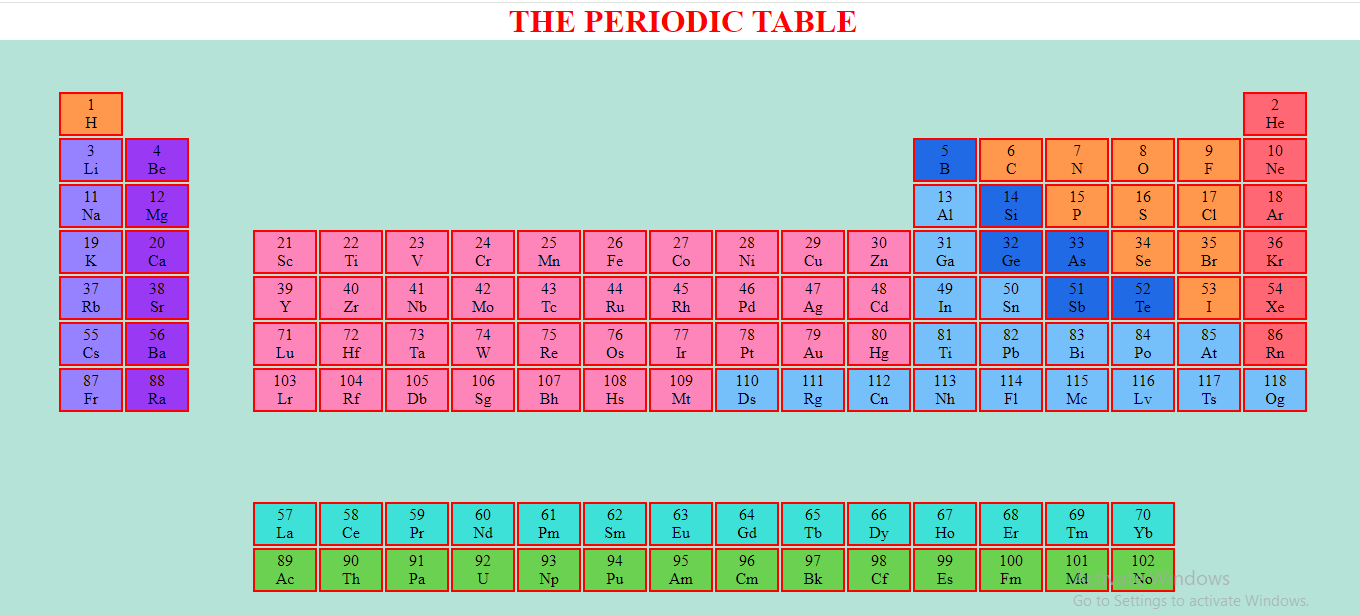 THE PERIODIC TABLE
1 2
H He
3 4 5 6 7 8 9 10
Li Be B C N O F Ne
11 12 13 14 15 16 17 18
Na Mg Al Si P S Cl Ar
19 20 21 22 23 24 25 26 27 28 29 30 31 32 33 34 35 36
K Ca Sc Ti V Cr Mn Fe Co Ni Cu Zn Ga Ge As Se Br Kr
37 38 39 40 41 42 43 44 45 46 47 48 49 50 51 52 53 54
Rb Sr Y Zr Nb Mo Tc Ru Rh Pd Ag Cd In Sn Sb Te I Xe
55 56 71 72 73 74 75 76 77 78 79 80 81 82 83 84 85 86
Cs Ba Lu Hf Ta W Re Os Ir Pt Au Hg Ti Pb Bi Po At Rn
87 88 103 104 105 106 107 108 109 110 111 112 113 114 115 116 117 118
Fr Ra Lr Rf Db Sg Bh Hs Mt Ds Rg Cn Nh Fl Mc Lv Ts Og
57 58 59 60 61 62 63 64 65 66 67 68 69 70
La Ce Pr Nd Pm Sm Eu Gd Tb Dy Ho Er Tm Yb
89 90 91 92 93 94 95 96 97 98 99 100 101 102
Ac Th Pa U Np Pu Am Cm Bk Cf Es Fm Md No
Activate Windows
Go to Settings to activate Windows.